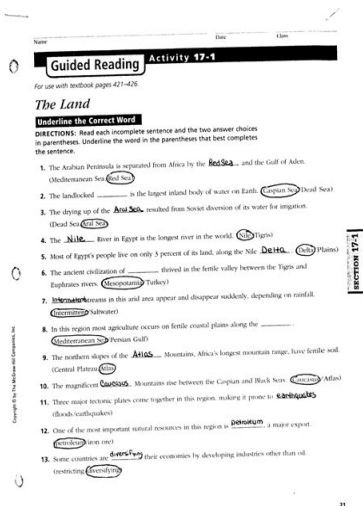 Name Date Class
Guided Reading Activity 17-1
For use with textbook pages 421–426.
The Land
Underline the Correct Word
DIRECTIONS: Read each incomplete sentence and the two answer choices
in parentheses. Underline the word in the parentheses that best completes
the sentence.
1. The Arabian Peninsula is separated from Africa by the Red Sea and the Gulf of Aden.
(Mediterranean Sea/Red Sea)
2. The landlocked ________ is the largest inland body of water on Earth. (Caspian Sea/Dead Sea)
3. The drying up of the Aral Sea resulted from Soviet diversion of its water for irrigation.
(Dead Sea/Aral Sea)
4. The Nile River in Egypt is the longest river in the world. (Nile/Tigris)
5. Most of Egypt's people live on only 3 percent of its land, along the Nile Delta. (Delta/Plains)
6. The ancient civilization of ________ thrived in the fertile valley between the Tigris and
Euphrates rivers. (Mesopotamia/Turkey)
7. Intermittent streams in this arid area appear and disappear suddenly, depending on rainfall.
(Intermittent/Saltwater)
8. In this region most agriculture occurs on fertile coastal plains along the ________.
(Mediterranean Sea/Persian Gulf)
9. The northern slopes of the Atlas Mountains, Africa's longest mountain range, have fertile soil.
(Central Plateau/Atlas)
10. The magnificent Caucasus Mountains rise between the Caspian and Black Seas. (Caucasus/Atlas)
11. Three major tectonic plates come together in this region, making it prone to earthquakes
(floods/earthquakes)
12. One of the most important natural resources in this region is petroleum, a major export.
(petroleum/iron ore)
13. Some countries are diversifying their economies by developing industries other than oil.
(restricting/diversifying)
SECTION 17-1
Copyright © by The McGraw-Hill Companies, Inc.
21